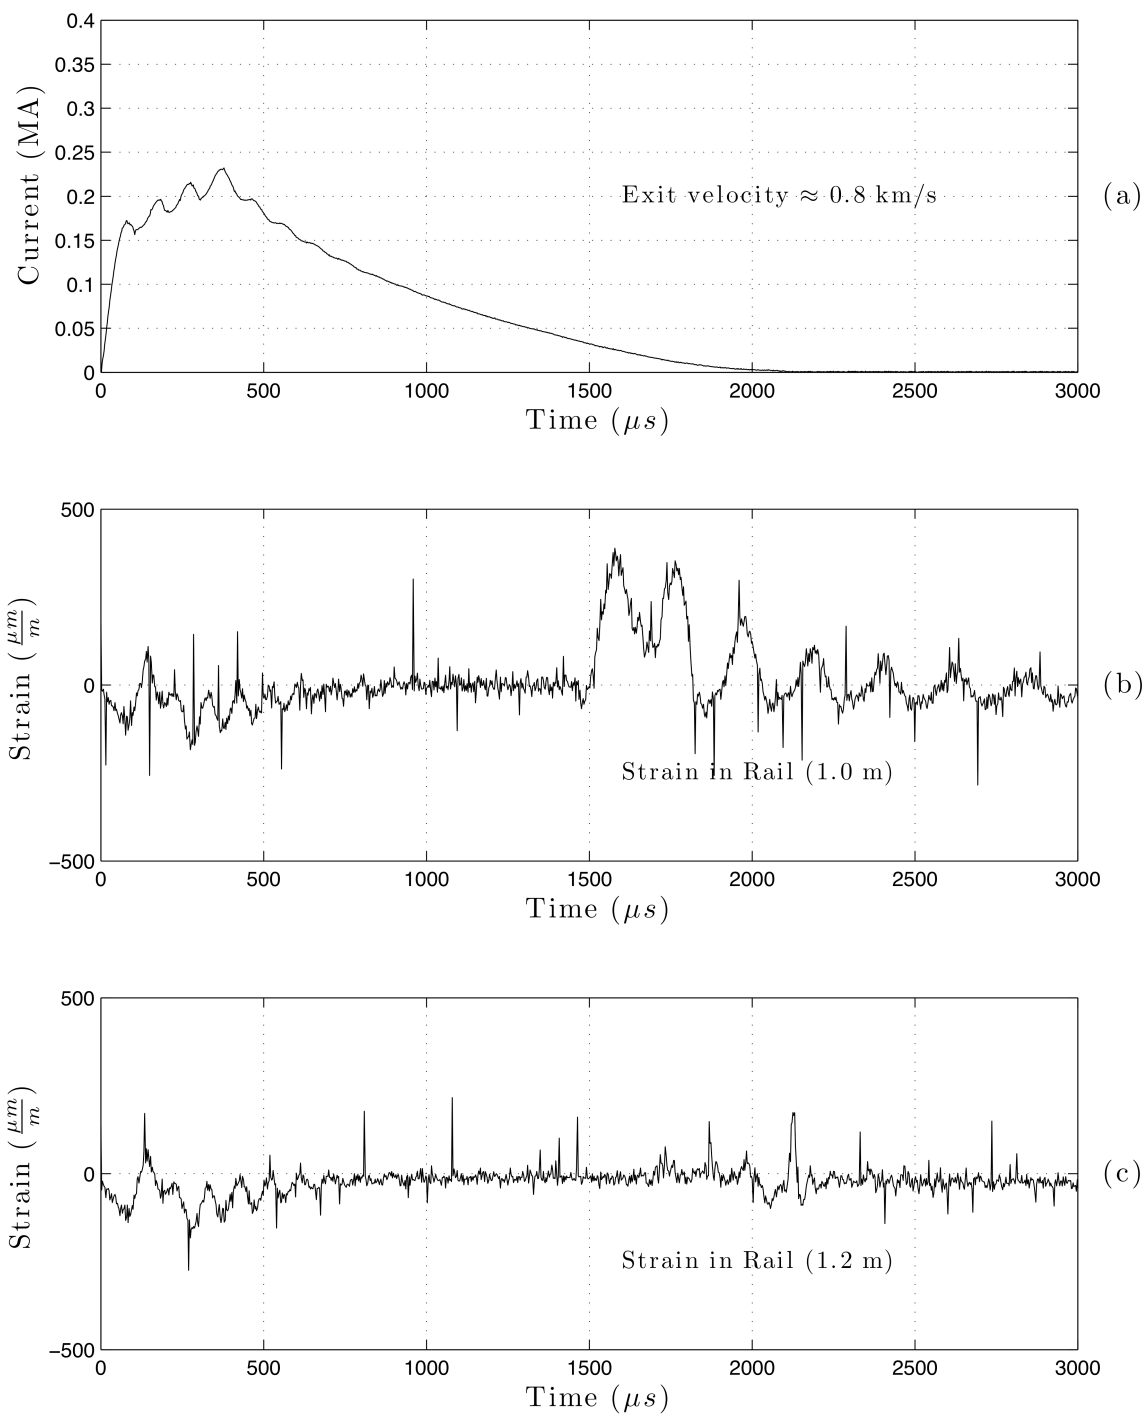 0.4
0.35
0.3
0.25
0.2
0.15
0.1
0.05
0
Current (MA)
Exit velocity ≈ 0.8 km/s
(a)
0 500 1000 1500 2000 2500 3000
Time (μs)
500
0
−500
Strain (μm/m)
Strain in Rail (1.0 m)
(b)
0 500 1000 1500 2000 2500 3000
Time (μs)
500
0
−500
Strain (μm/m)
Strain in Rail (1.2 m)
(c)
0 500 1000 1500 2000 2500 3000
Time (μs)